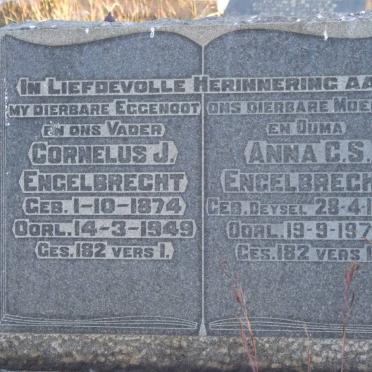 In Liefdevolle Herinnering AA
my dierbare Eggenoot
en ons Vader
Cornelus J.
Engelbrecht
Geb. 1-10-1874
Oorl. 14-3-1949
Ges. 182 vers 1.
ons dierbare Moe
en Ouma
Anna C.S.
Engelbrech
Geb. Deysel 28-4-1
Oorl. 19-9-197
Ges. 182 vers 1.